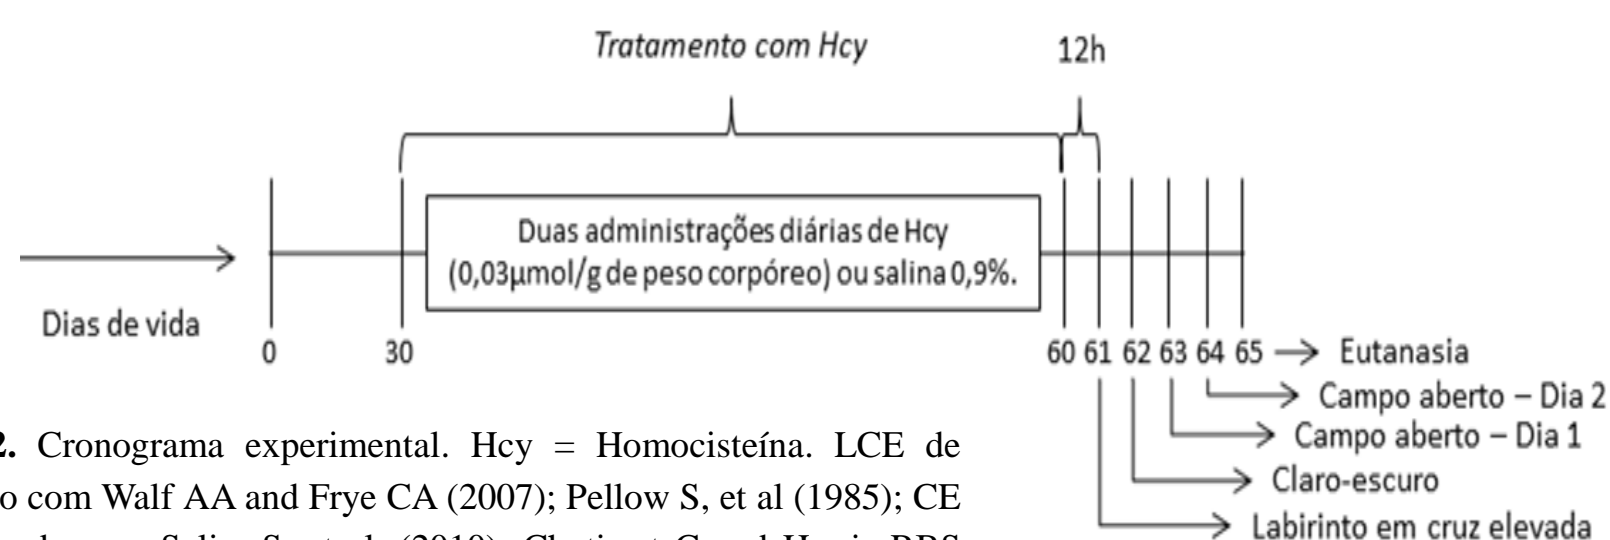 Tratamento com Hcy
12h
Duas administrações diárias de Hcy
(0,03µmol/g de peso corpóreo) ou salina 0,9%.
Dias de vida
0
30
60 61 62 63 64 65
Eutanasia
Campo aberto – Dia 2
Campo aberto – Dia 1
Claro-escuro
Labirinto em cruz elevada
2. Cronograma experimental. Hcy = Homocisteína. LCE de
o com Walf AA and Frye CA (2007); Pellow S, et al (1985); CE